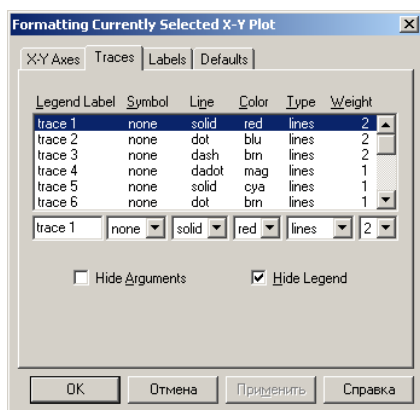 Formatting Currently Selected X-Y Plot
X-Y Axes Traces Labels Defaults
Legend Label Symbol Line Color Type Weight
trace 1 none solid red lines 2
trace 2 none dot blu lines 2
trace 3 none dash brn lines 2
trace 4 none dadot mag lines 1
trace 5 none solid cya lines 1
trace 6 none dot brn lines 1
trace 1 none solid red lines 2
Hide Arguments Hide Legend
OK Отмена Применить Справка